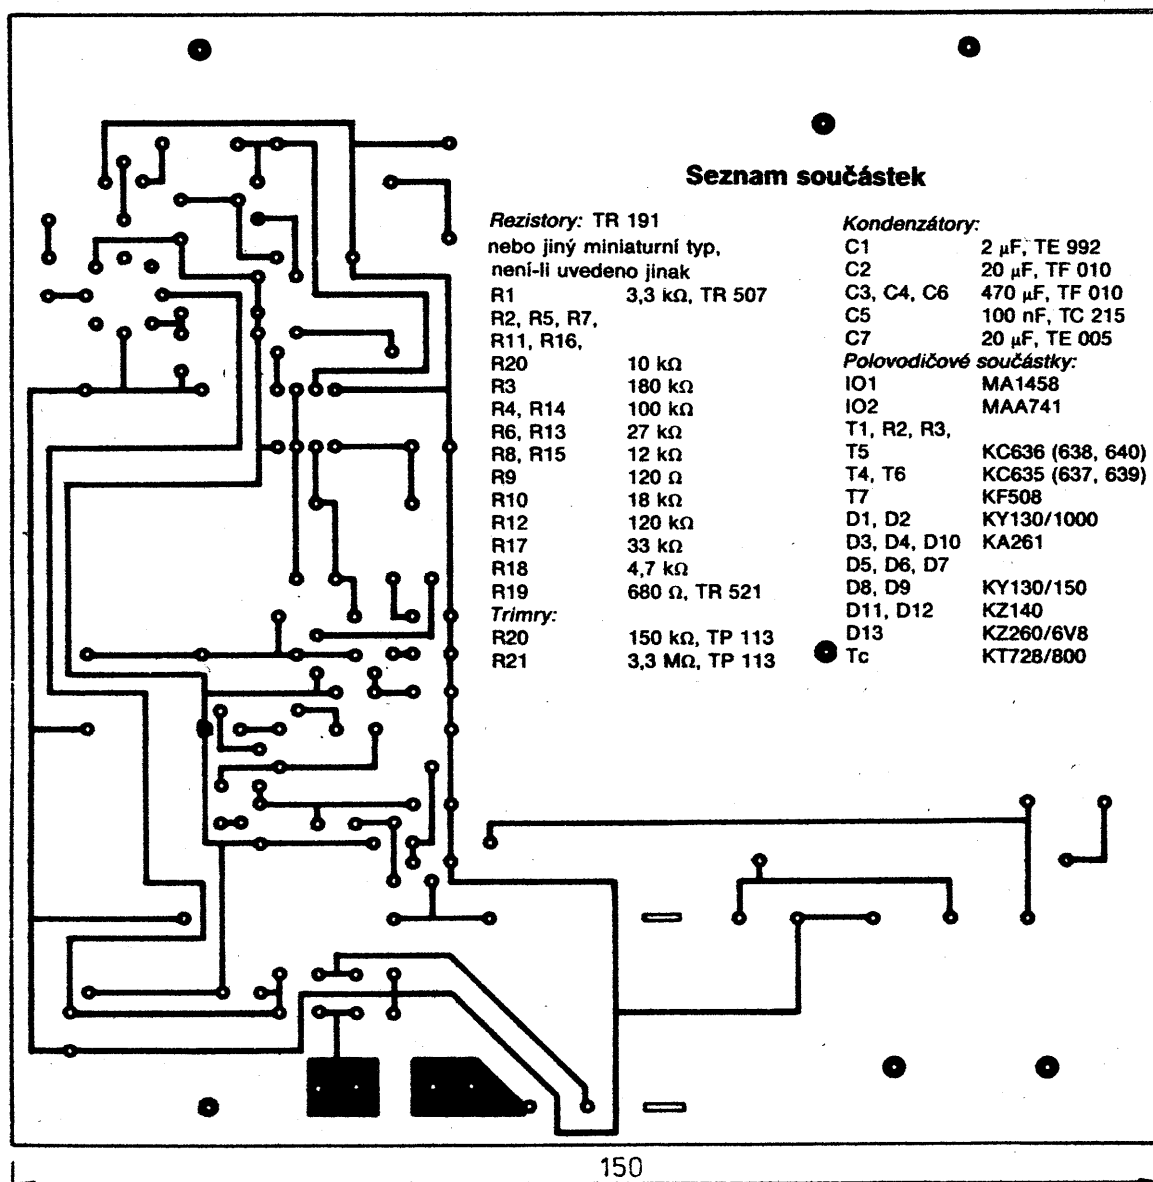 Seznam součástek
Rezistory: TR 191
nebo jiný miniaturní typ,
není-li uvedeno jinak
R1 3,3 kΩ, TR 507
R2, R5, R7,
R11, R16,
R20 10 kΩ
R3 180 kΩ
R4, R14 100 kΩ
R6, R13 27 kΩ
R8, R15 12 kΩ
R9 120 Ω
R10 18 kΩ
R12 120 kΩ
R17 33 kΩ
R18 4,7 kΩ
R19 680 Ω, TR 521
Trimry:
R20 150 kΩ, TP 113
R21 3,3 MΩ, TP 113
Kondenzátory:
C1 2 µF, TE 992
C2 20 µF, TF 010
C3, C4, C6 470 µF, TF 010
C5 100 nF, TC 215
C7 20 µF, TE 005
Polovodičové součástky:
IO1 MA1458
IO2 MAA741
T1, R2, R3,
T5 KC636 (638, 640)
T4, T6 KC635 (637, 639)
T7 KF508
D1, D2 KY130/1000
D3, D4, D10 KA261
D5, D6, D7
D8, D9 KY130/150
D11, D12 KZ140
D13 KZ260/6V8
Tc KT728/800
150